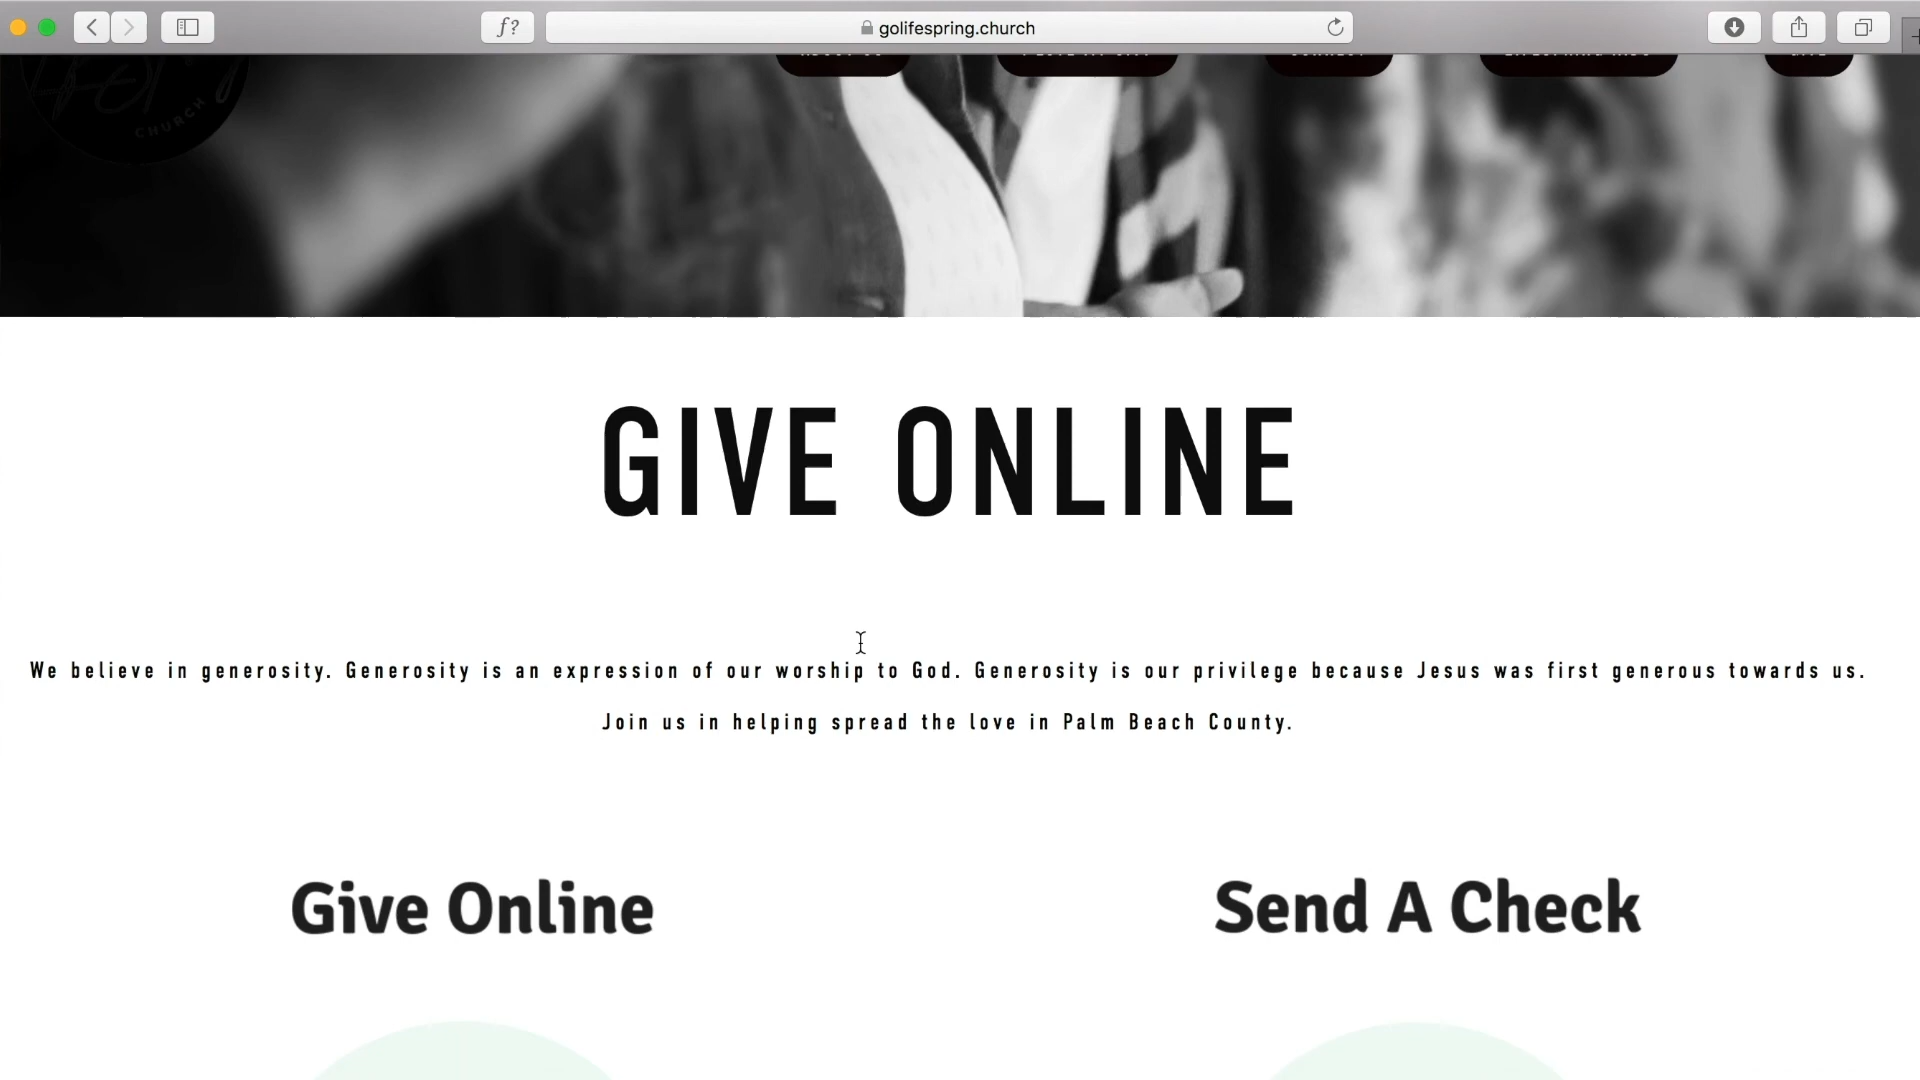 f?
golifespring.church
CHURCH
GIVE ONLINE
We believe in generosity. Generosity is an expression of our worship to God. Generosity is our privilege because Jesus was first generous towards us.
Join us in helping spread the love in Palm Beach County.
Give Online
Send A Check